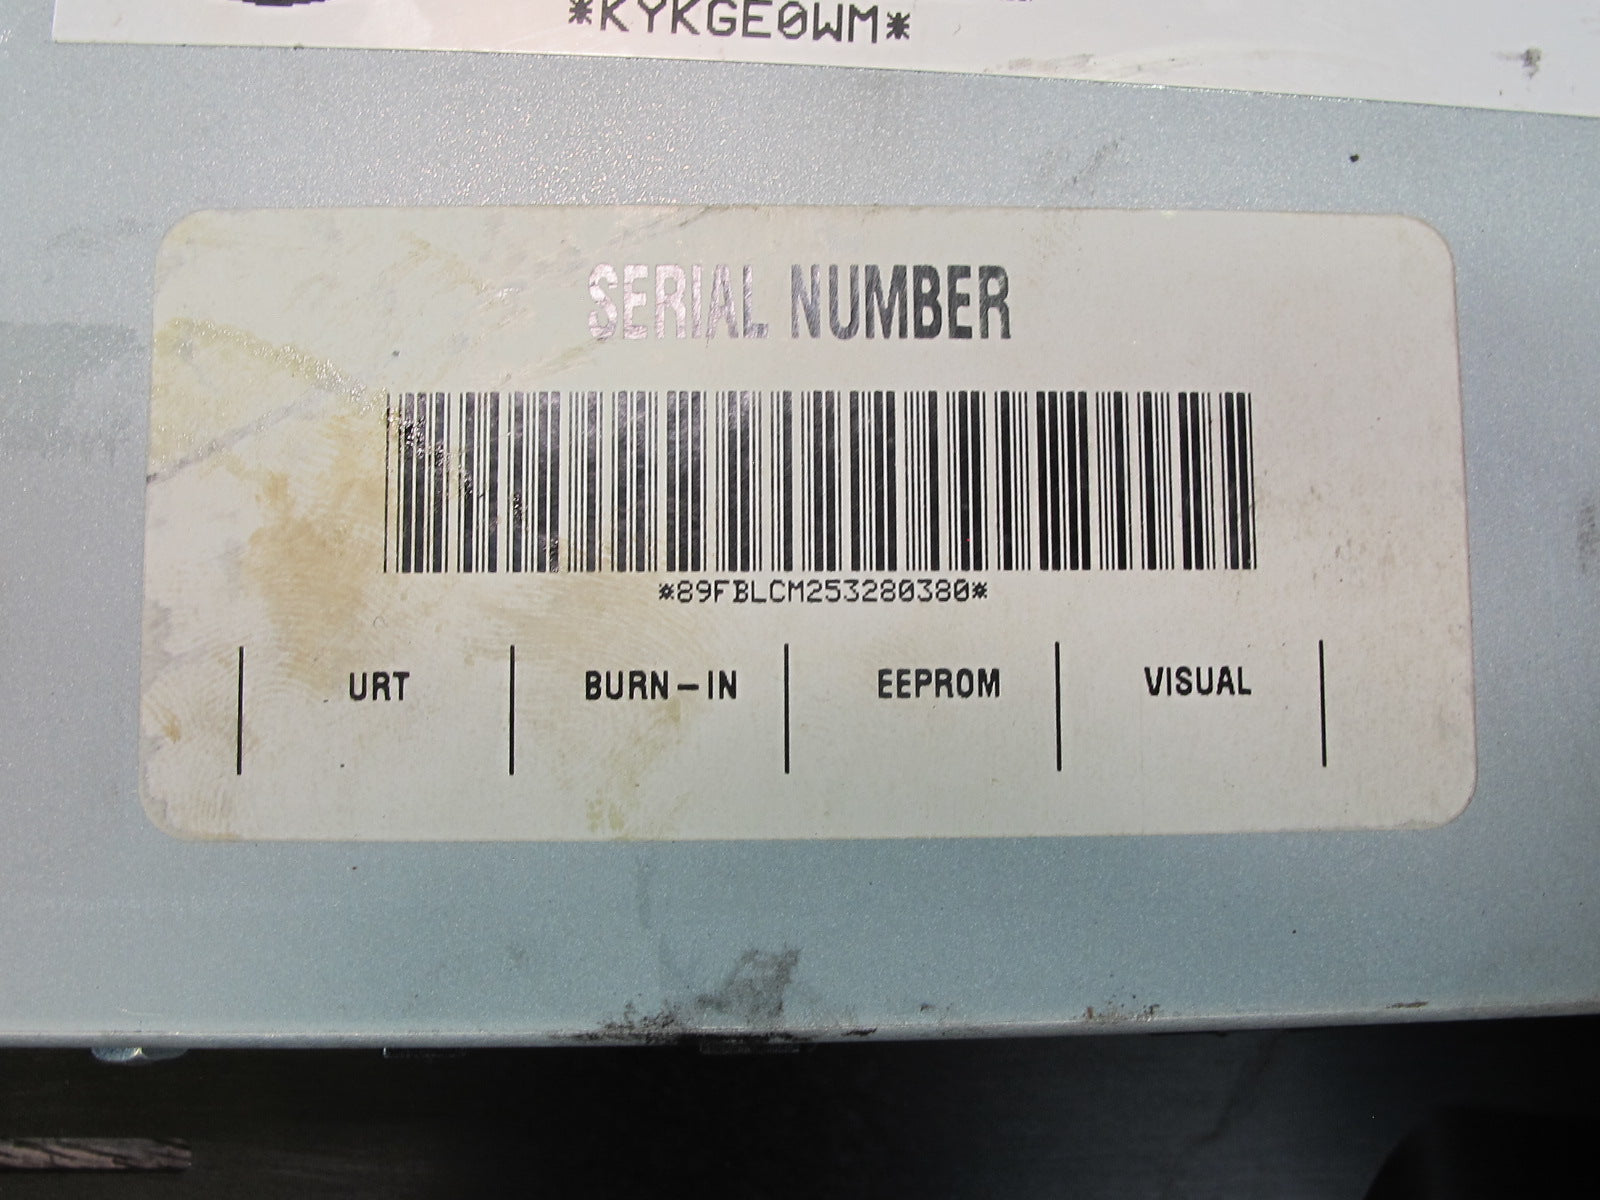 *KYKGE0WM*
SERIAL NUMBER
*89FBLCM253280380*
URT BURN-IN EEPROM VISUAL